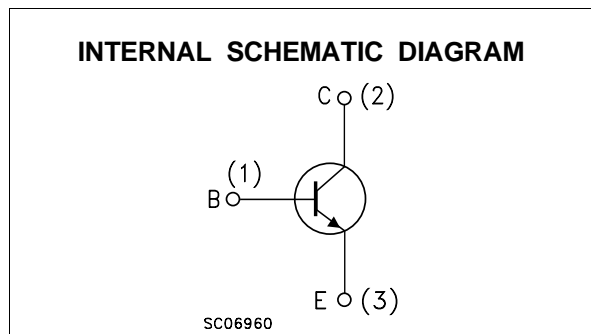 INTERNAL SCHEMATIC DIAGRAM
C (2)
(1)
B
E (3)
SC06960